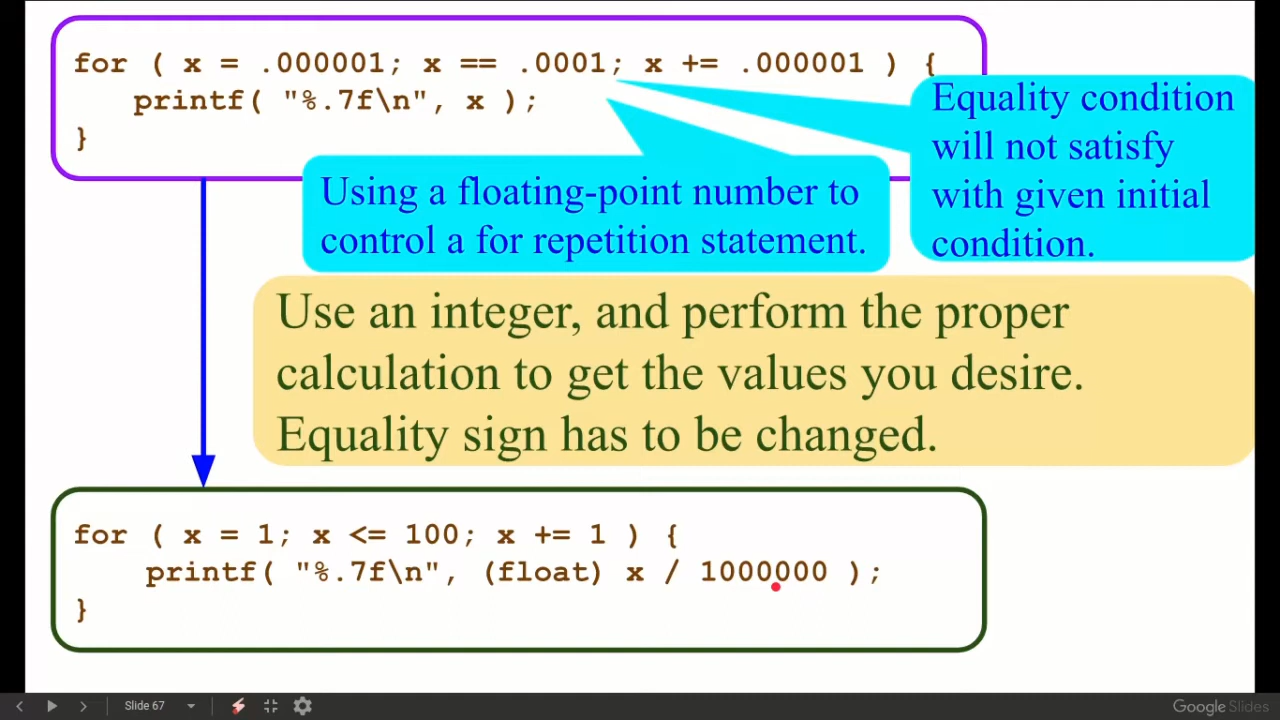 for ( x = .000001; x == .0001; x += .000001 ) {
printf( "%.7f\n", x );
}
Equality condition
will not satisfy
with given initial
condition.
Using a floating-point number to
control a for repetition statement.
Use an integer, and perform the proper
calculation to get the values you desire.
Equality sign has to be changed.
for ( x = 1; x <= 100; x += 1 ) {
printf( "%.7f\n", (float) x / 1000000 );
}
Slide 67
Google Slides